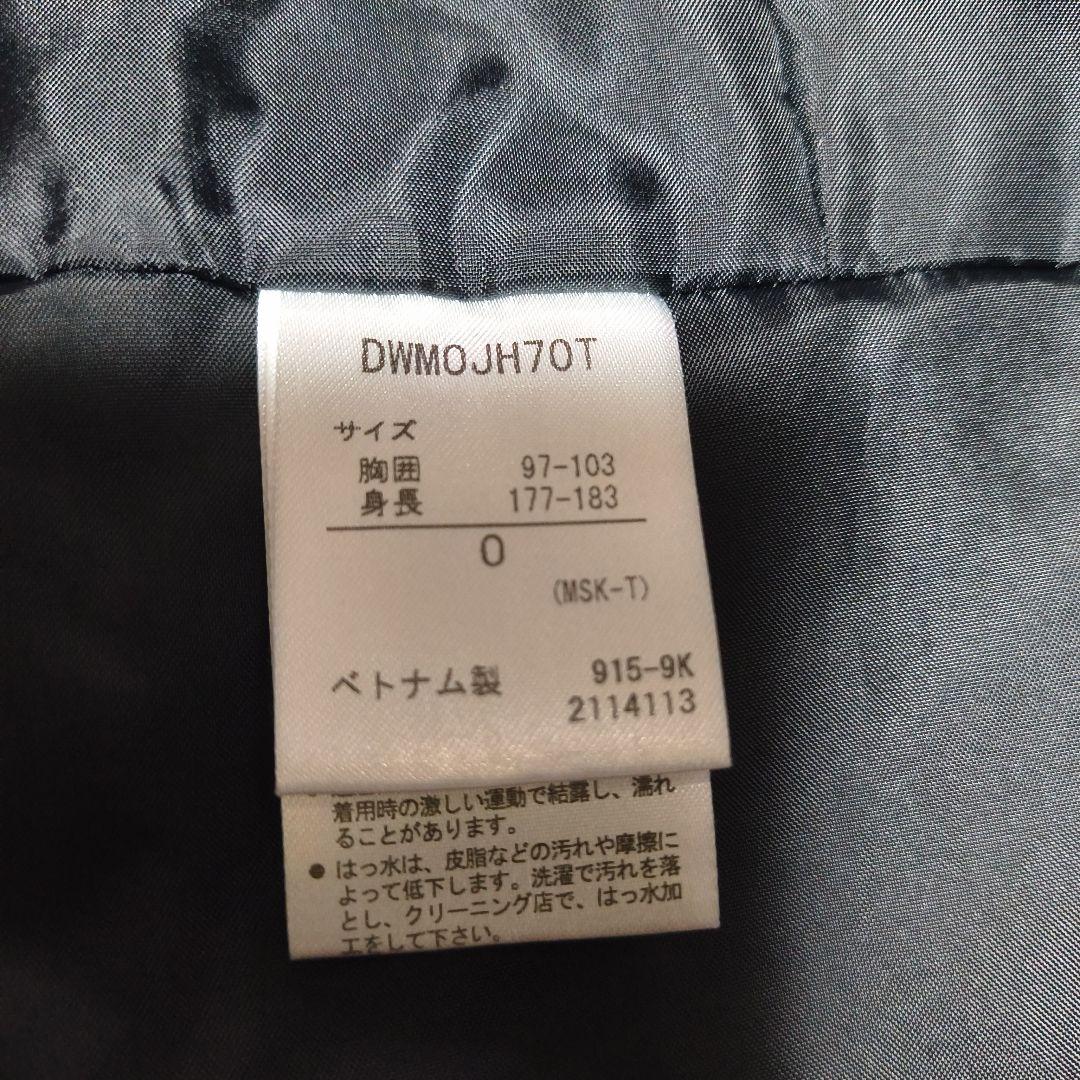 DWMOJH70T
サイズ
胸囲 97-103
身長 177-183
O
(MSK-T)
ベトナム製 915-9K
2114113
着用時の激しい運動で結露し、濡れ
ることがあります。
● はっ水は、皮脂などの汚れや摩擦に
よって低下します。洗濯で汚れを落
とし、クリーニング店で、はっ水加
工をして下さい。